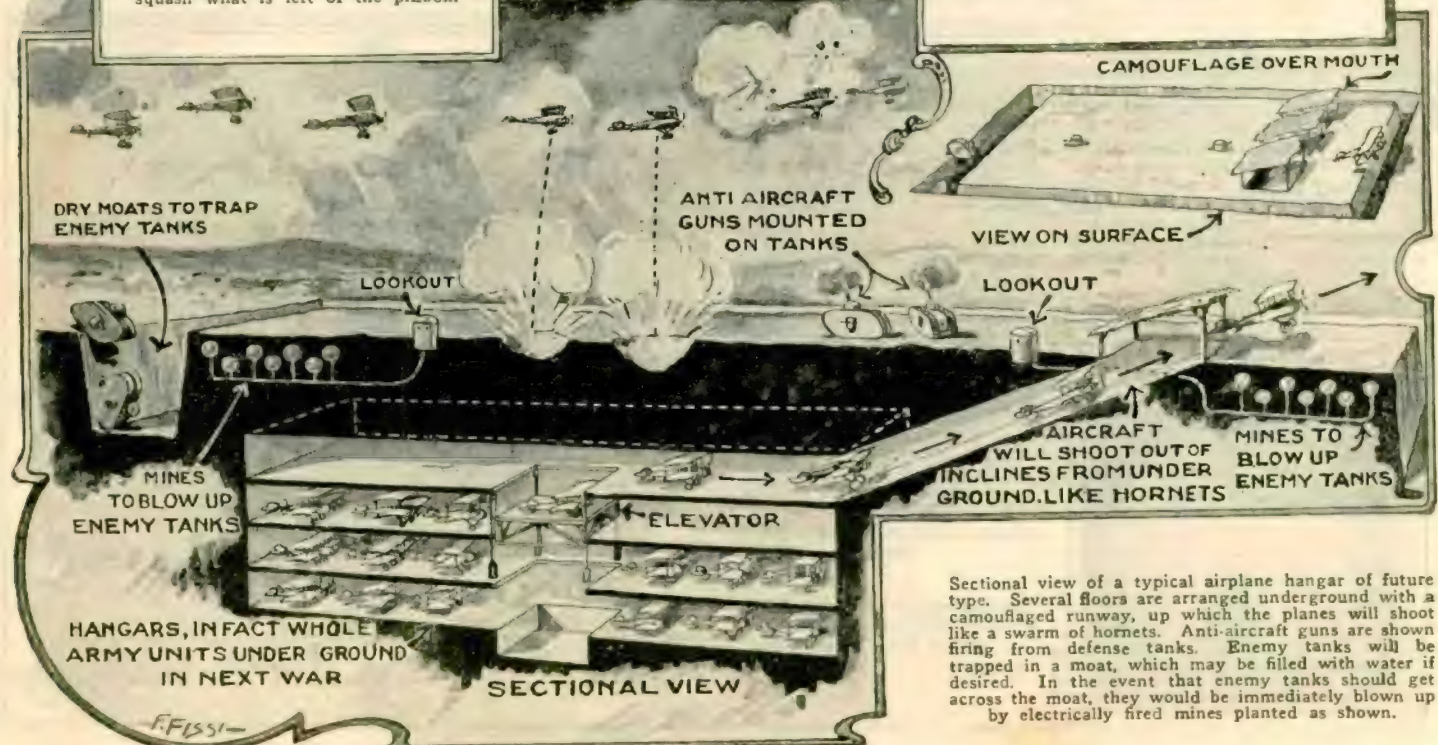 squash what is left of the
CAMOUFLAGE OVER MOUTH
DRY MOATS TO TRAP
ENEMY TANKS
ANTI AIRCRAFT
GUNS MOUNTED
ON TANKS
VIEW ON SURFACE
LOOKOUT
LOOKOUT
MINES
TO BLOW UP
ENEMY TANKS
AIRCRAFT
WILL SHOOT OUT OF
INCLINES FROM UNDER
GROUND. LIKE HORNETS
MINES TO
BLOW UP
ENEMY TANKS
ELEVATOR
HANGARS, IN FACT WHOLE
ARMY UNITS UNDER GROUND
IN NEXT WAR
SECTIONAL VIEW
Sectional view of a typical airplane hangar of future
type. Several floors are arranged underground with a
camouflaged runway, up which the planes will shoot
like a swarm of hornets. Anti-aircraft guns are shown
firing from defense tanks. Enemy tanks will be
trapped in a moat, which may be filled with water if
desired. In the event that enemy tanks should get
across the moat, they would be immediately blown up
by electrically fired mines planted as shown.